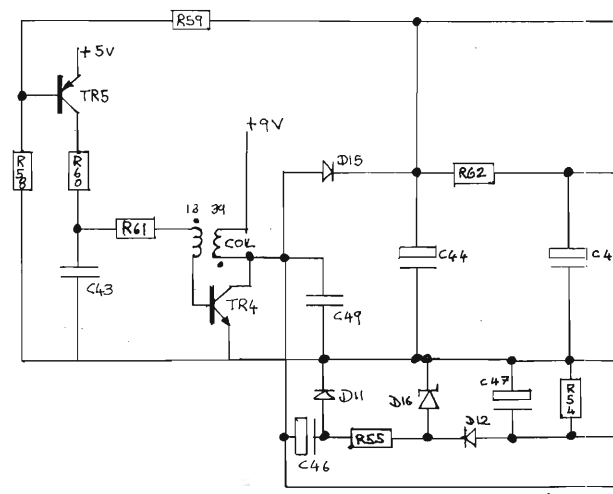 R59
+5V
TR5
R58
R60
+9V
D15
R62
R61
13 39
COIL
C44
C4
C43
TR4
C49
D11
D16
C47
R54
D12
R55
C46